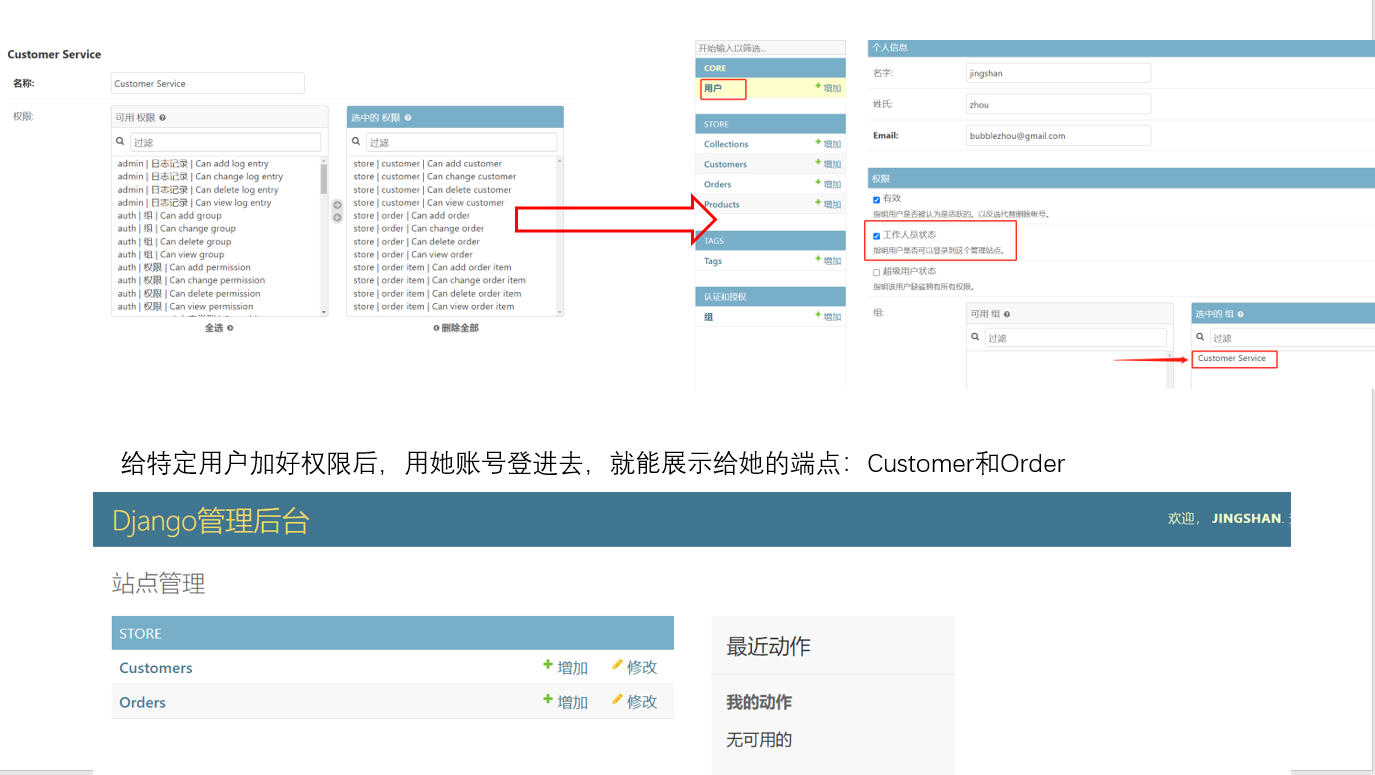 Customer Service
名称:
Customer Service
权限:
可用 权限
过滤
admin | 日志记录 | Can add log entry
admin | 日志记录 | Can change log entry
admin | 日志记录 | Can delete log entry
admin | 日志记录 | Can view log entry
auth | 组 | Can add group
auth | 组 | Can change group
auth | 组 | Can delete group
auth | 组 | Can view group
auth | 权限 | Can add permission
auth | 权限 | Can change permission
auth | 权限 | Can delete permission
auth | 权限 | Can view permission
全选
选中的 权限
过滤
store | customer | Can add customer
store | customer | Can change customer
store | customer | Can delete customer
store | customer | Can view customer
store | order | Can add order
store | order | Can change order
store | order | Can delete order
store | order | Can view order
store | order item | Can add order item
store | order item | Can change order item
store | order item | Can delete order item
store | order item | Can view order item
删除全部
开始输入以筛选...
CORE
用户 增加
STORE
Collections 增加
Customers 增加
Orders 增加
Products 增加
TAGS
Tags 增加
认证和授权
组 增加
个人信息
名字: jingshan
姓氏: zhou
Email: bubblezhou@gmail.com
权限
有效
指明用户是否被认为是活跃的。以反选代替删除帐号。
工作人员状态
指明用户是否可以登录到这个管理站点。
超级用户状态
指明该用户缺省拥有所有权限。
组:
可用 组
过滤
选中的 组
过滤
Customer Service
给特定用户加好权限后，用她账号登进去，就能展示给她的端点：Customer和Order
Django管理后台
欢迎， JINGSHAN.
站点管理
STORE
Customers 增加 修改
Orders 增加 修改
最近动作
我的动作
无可用的